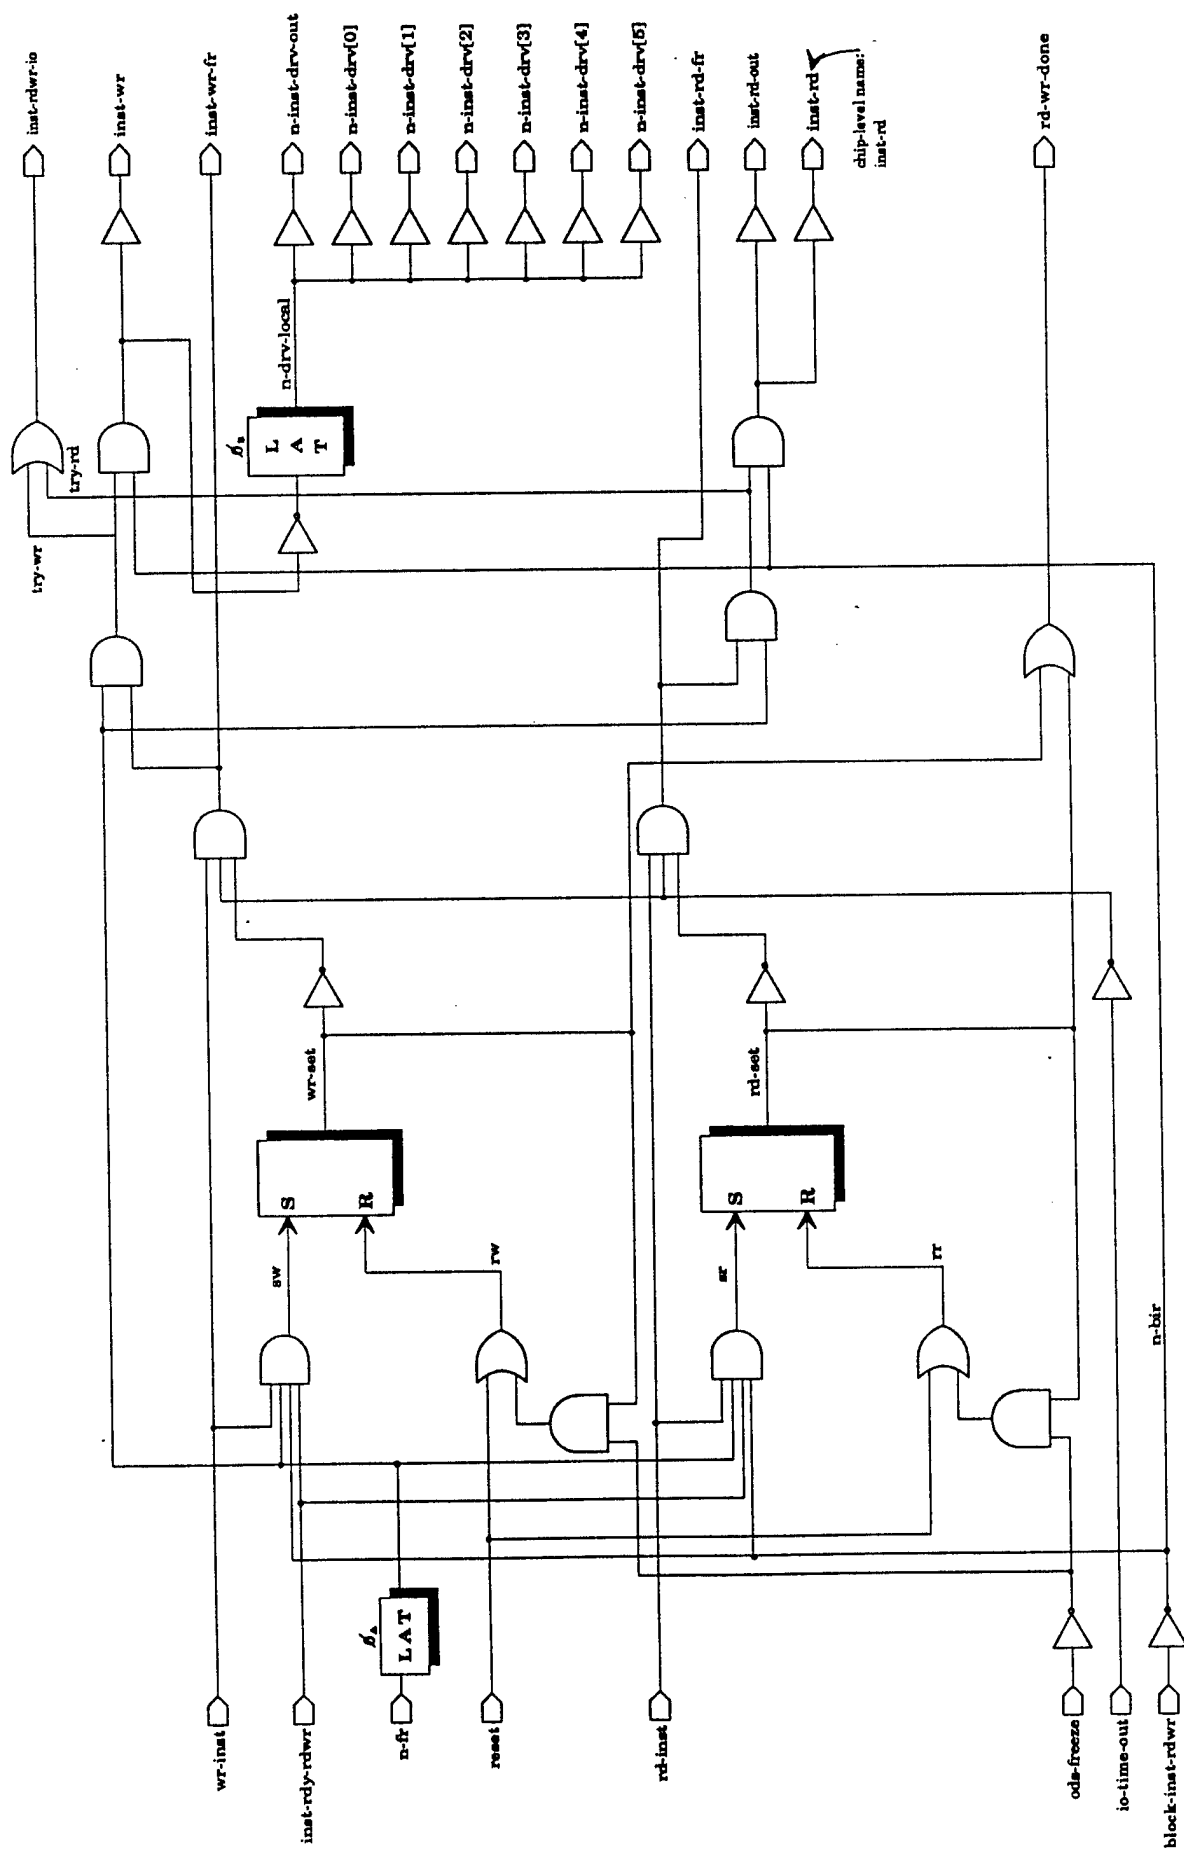 wr-inst
inst-rdy-rdwr
n-fr
reset
rd-inst
ods-freeze
io-time-out
block-inst-rdwr
LAT
sw
rw
sr
rr
n-bir
S
R
S
R
wr-set
rd-set
try-wr
try-rd
L
A
T
n-drv-local
inst-rdwr-io
inst-wr
inst-wr-fr
n-inst-drv-out
n-inst-drv[0]
n-inst-drv[1]
n-inst-drv[2]
n-inst-drv[3]
n-inst-drv[4]
n-inst-drv[5]
inst-rd-fr
inst-rd-out
inst-rd
chip-level name:
inst-rd
rd-wr-done